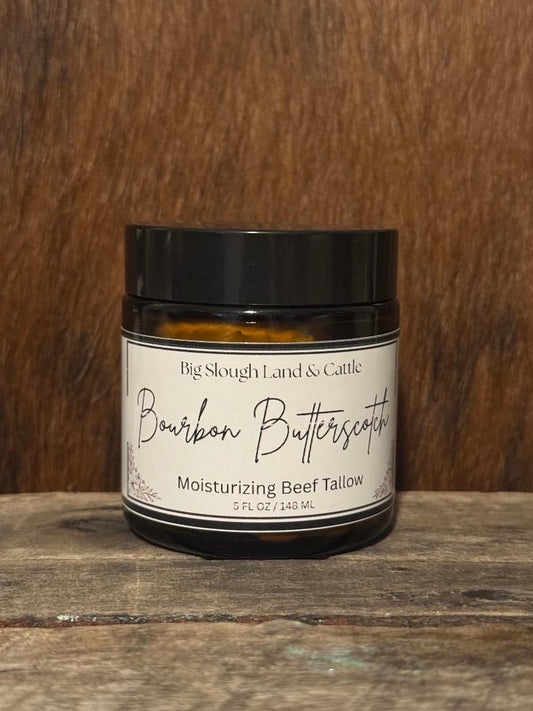 Big Slough Land & Cattle
Bourbon Butterscotch
Moisturizing Beef Tallow
5 FL OZ / 148 ML